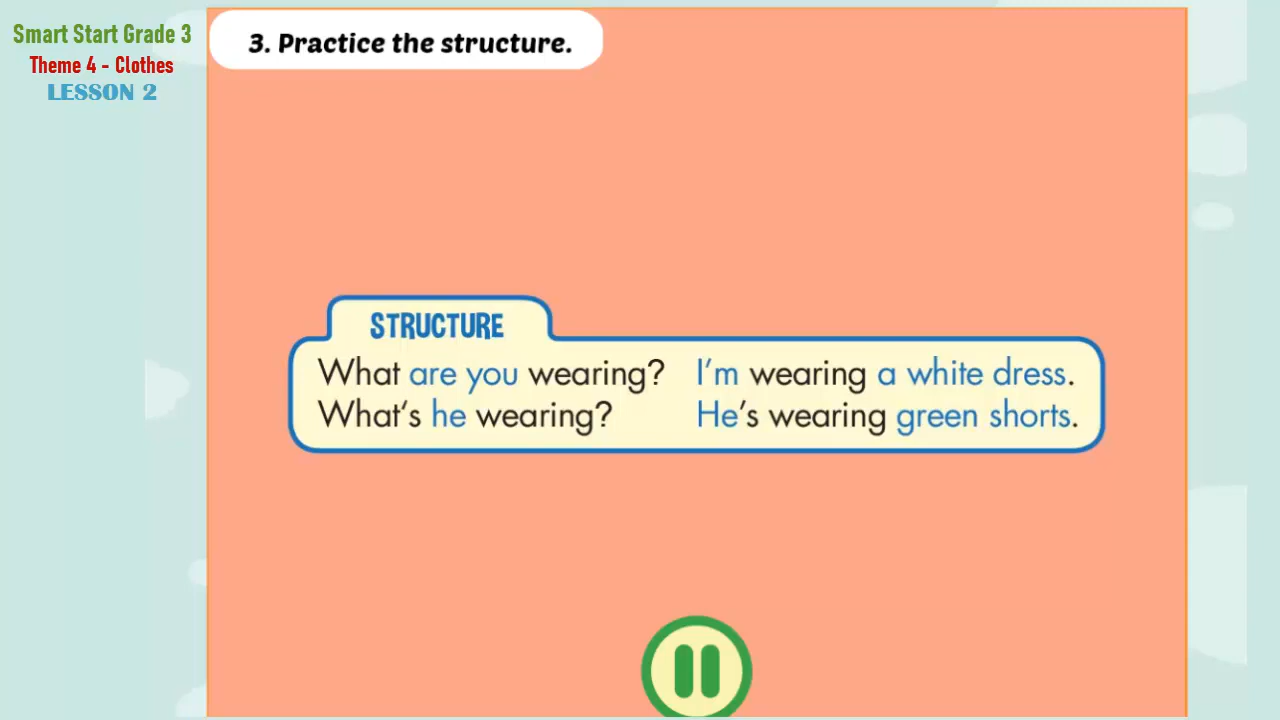 Smart Start Grade 3
Theme 4 - Clothes
LESSON 2
3. Practice the structure.
STRUCTURE
What are you wearing? I'm wearing a white dress.
What's he wearing? He's wearing green shorts.